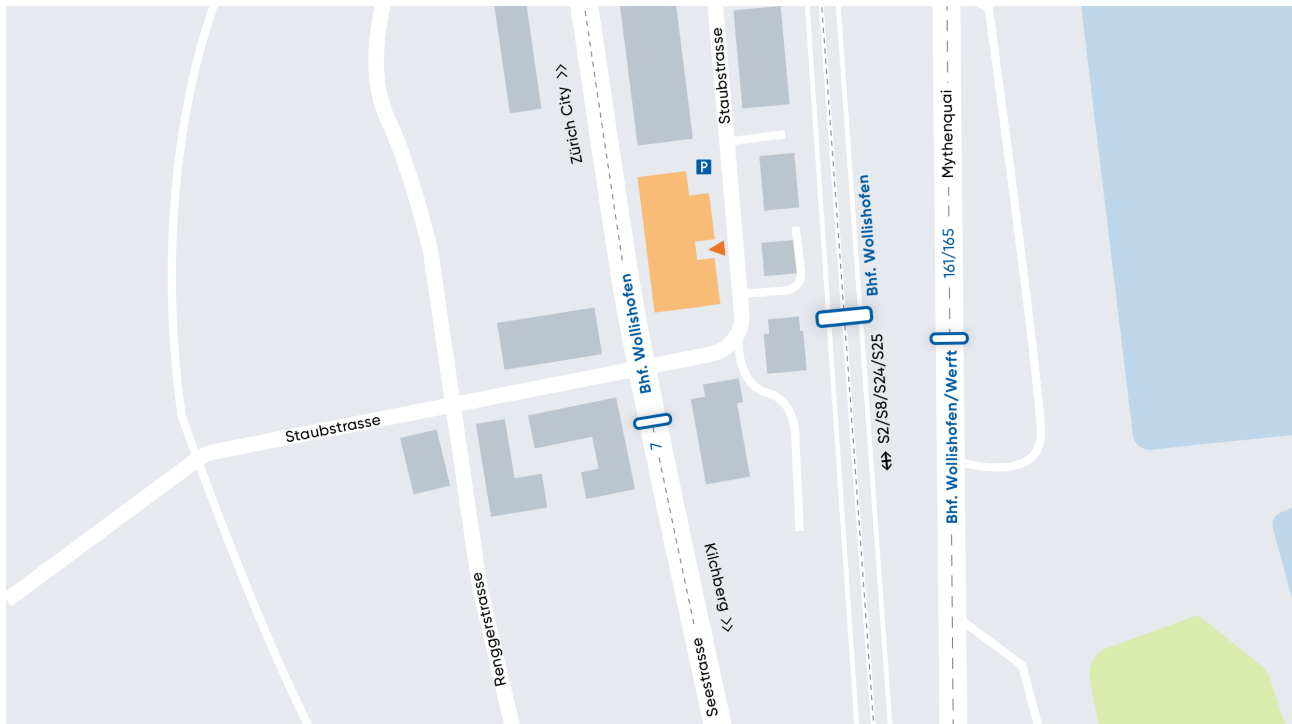 Zürich City >>
Staubstrasse
Mythenquai
P
Bhf. Wollishofen
161/165
Bhf. Wollishofen
S2/S8/S24/S25
Bhf. Wollishofen/Werft
Staubstrasse
7
Kilchberg >>
Renggerstrasse
Seestrasse